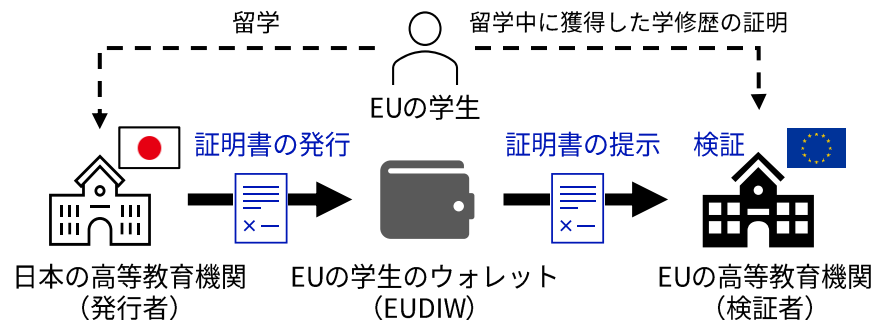 留学
留学中に獲得した学修歴の証明
EUの学生
証明書の発行
証明書の提示
検証
日本の高等教育機関
（発行者）
EUの学生のウォレット
（EUDIW）
EUの高等教育機関
（検証者）